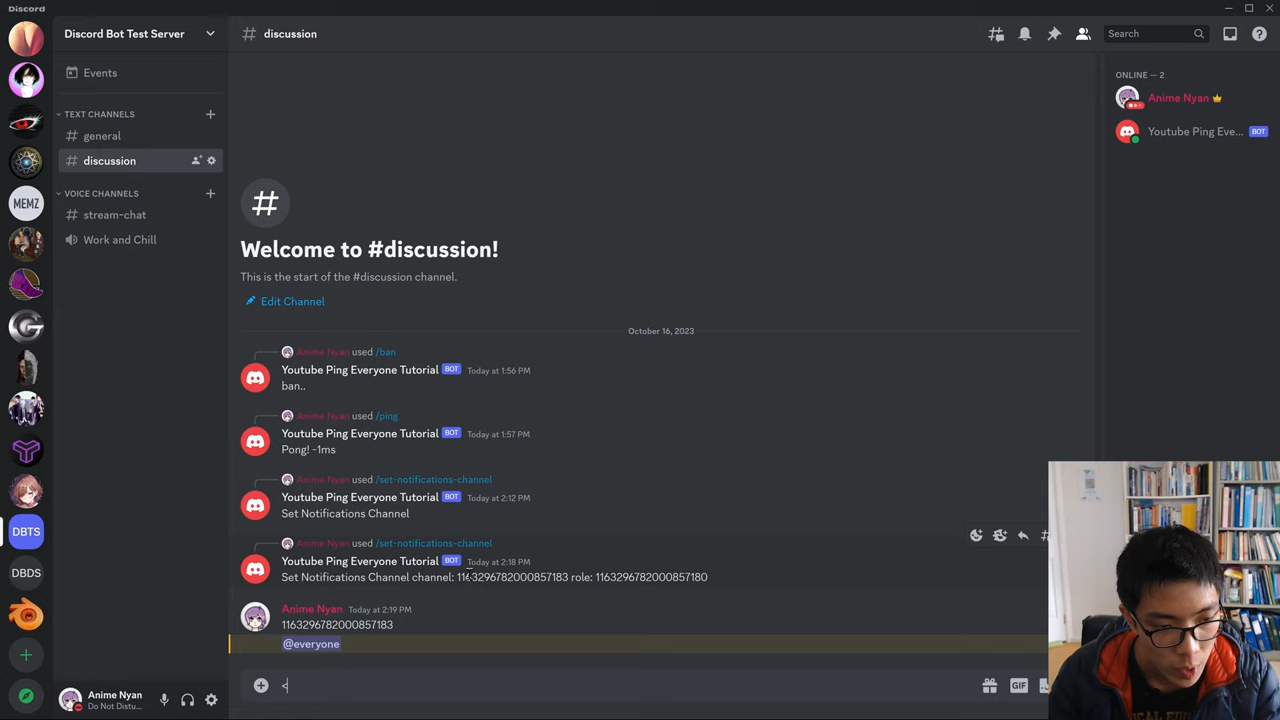 Discord
Discord Bot Test Server
Events
TEXT CHANNELS
general
discussion
VOICE CHANNELS
stream-chat
Work and Chill
MEMZ
DBTS
DBDS
Anime Nyan
Do Not Distu...
discussion
Search
Welcome to #discussion!
This is the start of the #discussion channel.
Edit Channel
October 16, 2023
Anime Nyan used /ban
Youtube Ping Everyone Tutorial BOT Today at 1:56 PM
ban..
Anime Nyan used /ping
Youtube Ping Everyone Tutorial BOT Today at 1:57 PM
Pong! -1ms
Anime Nyan used /set-notifications-channel
Youtube Ping Everyone Tutorial BOT Today at 2:12 PM
Set Notifications Channel
Anime Nyan used /set-notifications-channel
Youtube Ping Everyone Tutorial BOT Today at 2:18 PM
Set Notifications Channel channel: 1163296782000857183 role: 1163296782000857180
Anime Nyan Today at 2:19 PM
1163296782000857183
@everyone
<
GIF
ONLINE — 2
Anime Nyan
Youtube Ping Eve... BOT